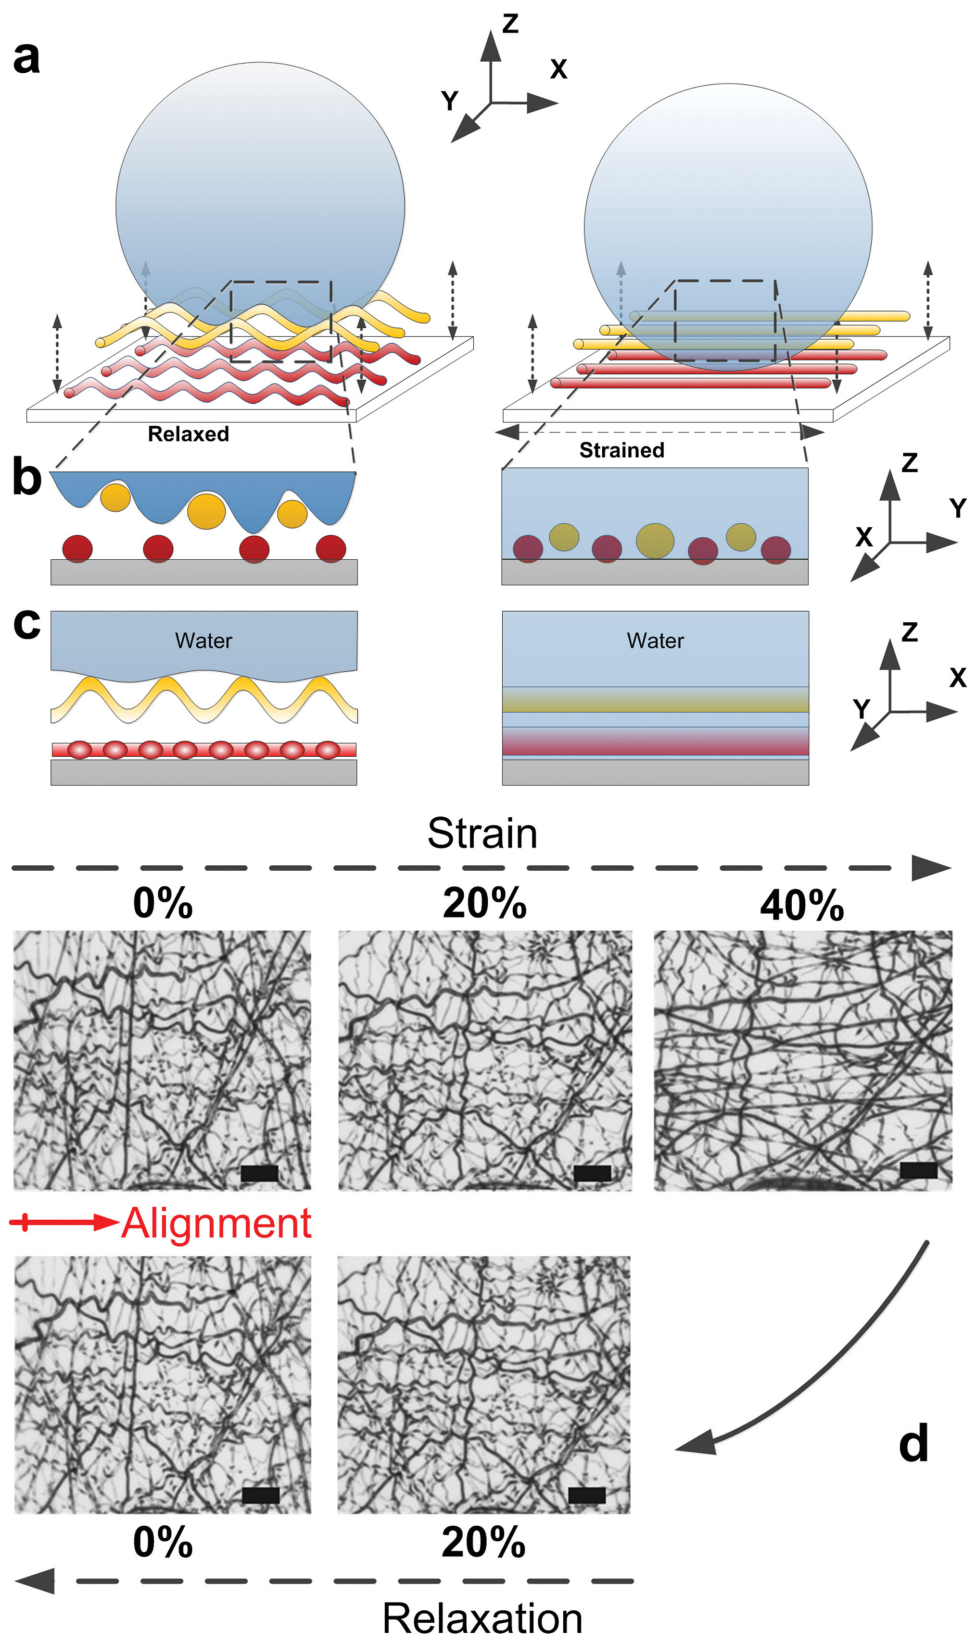 a
Z
X
Y
Relaxed
Strained
b
Z
Y
X
c
Water
Water
Z
X
Y
Strain
0%
20%
40%
Alignment
d
0%
20%
Relaxation